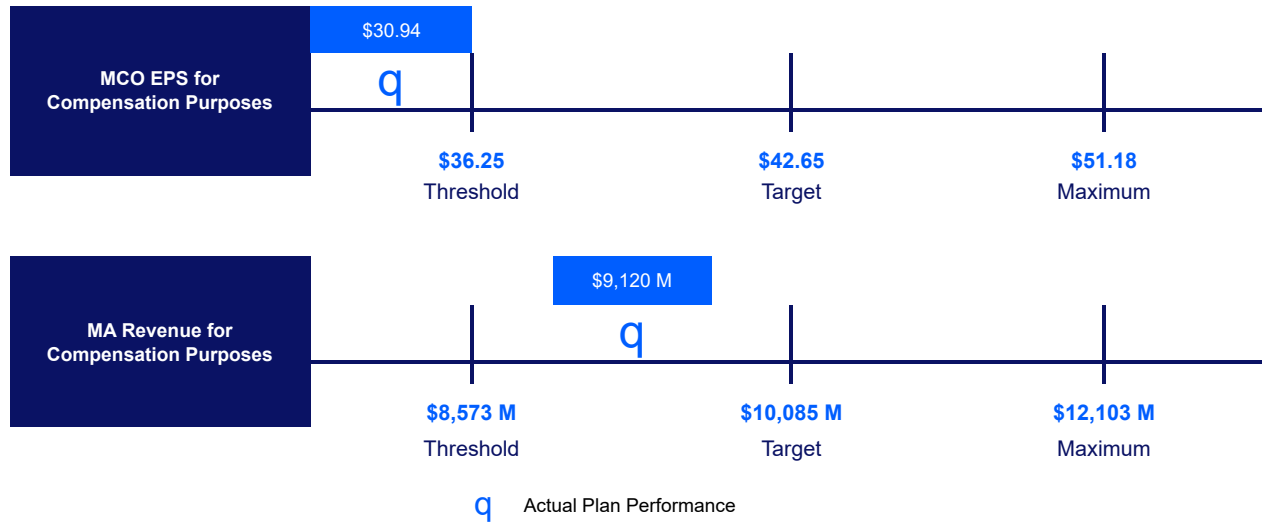 $30.94
MCO EPS for
Compensation Purposes
q
$36.25
$42.65
$51.18
Threshold
Target
Maximum
$9,120 M
MA Revenue for
Compensation Purposes
q
$8,573 M
$10,085 M
$12,103 M
Threshold
Target
Maximum
q Actual Plan Performance